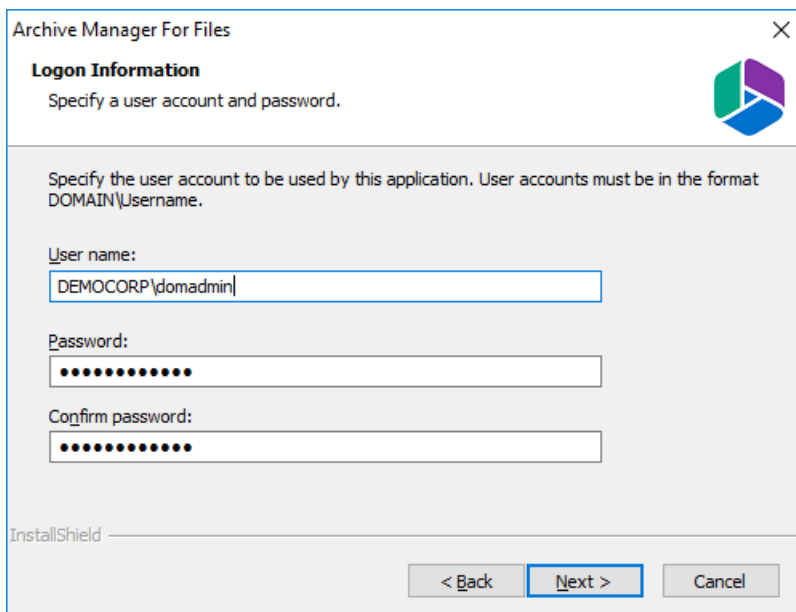 Archive Manager For Files
Logon Information
Specify a user account and password.
Specify the user account to be used by this application. User accounts must be in the format
DOMAIN\Username.
User name:
DEMOCORP\domadmin
Password:
●●●●●●●●●●●●
Confirm password:
●●●●●●●●●●●●
InstallShield
< Back Next > Cancel